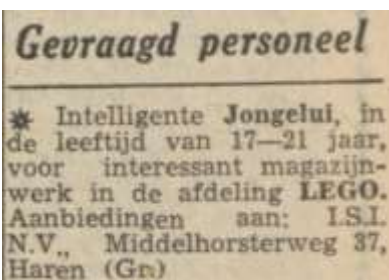 Gevraagd personeel
✷ Intelligente Jongelui, in
de leeftijd van 17—21 jaar,
voor interessant magazijn-
werk in de afdeling LEGO.
Aanbiedingen aan: I.S.I.
N.V., Middelhorsterweg 37,
Haren (Gr.)